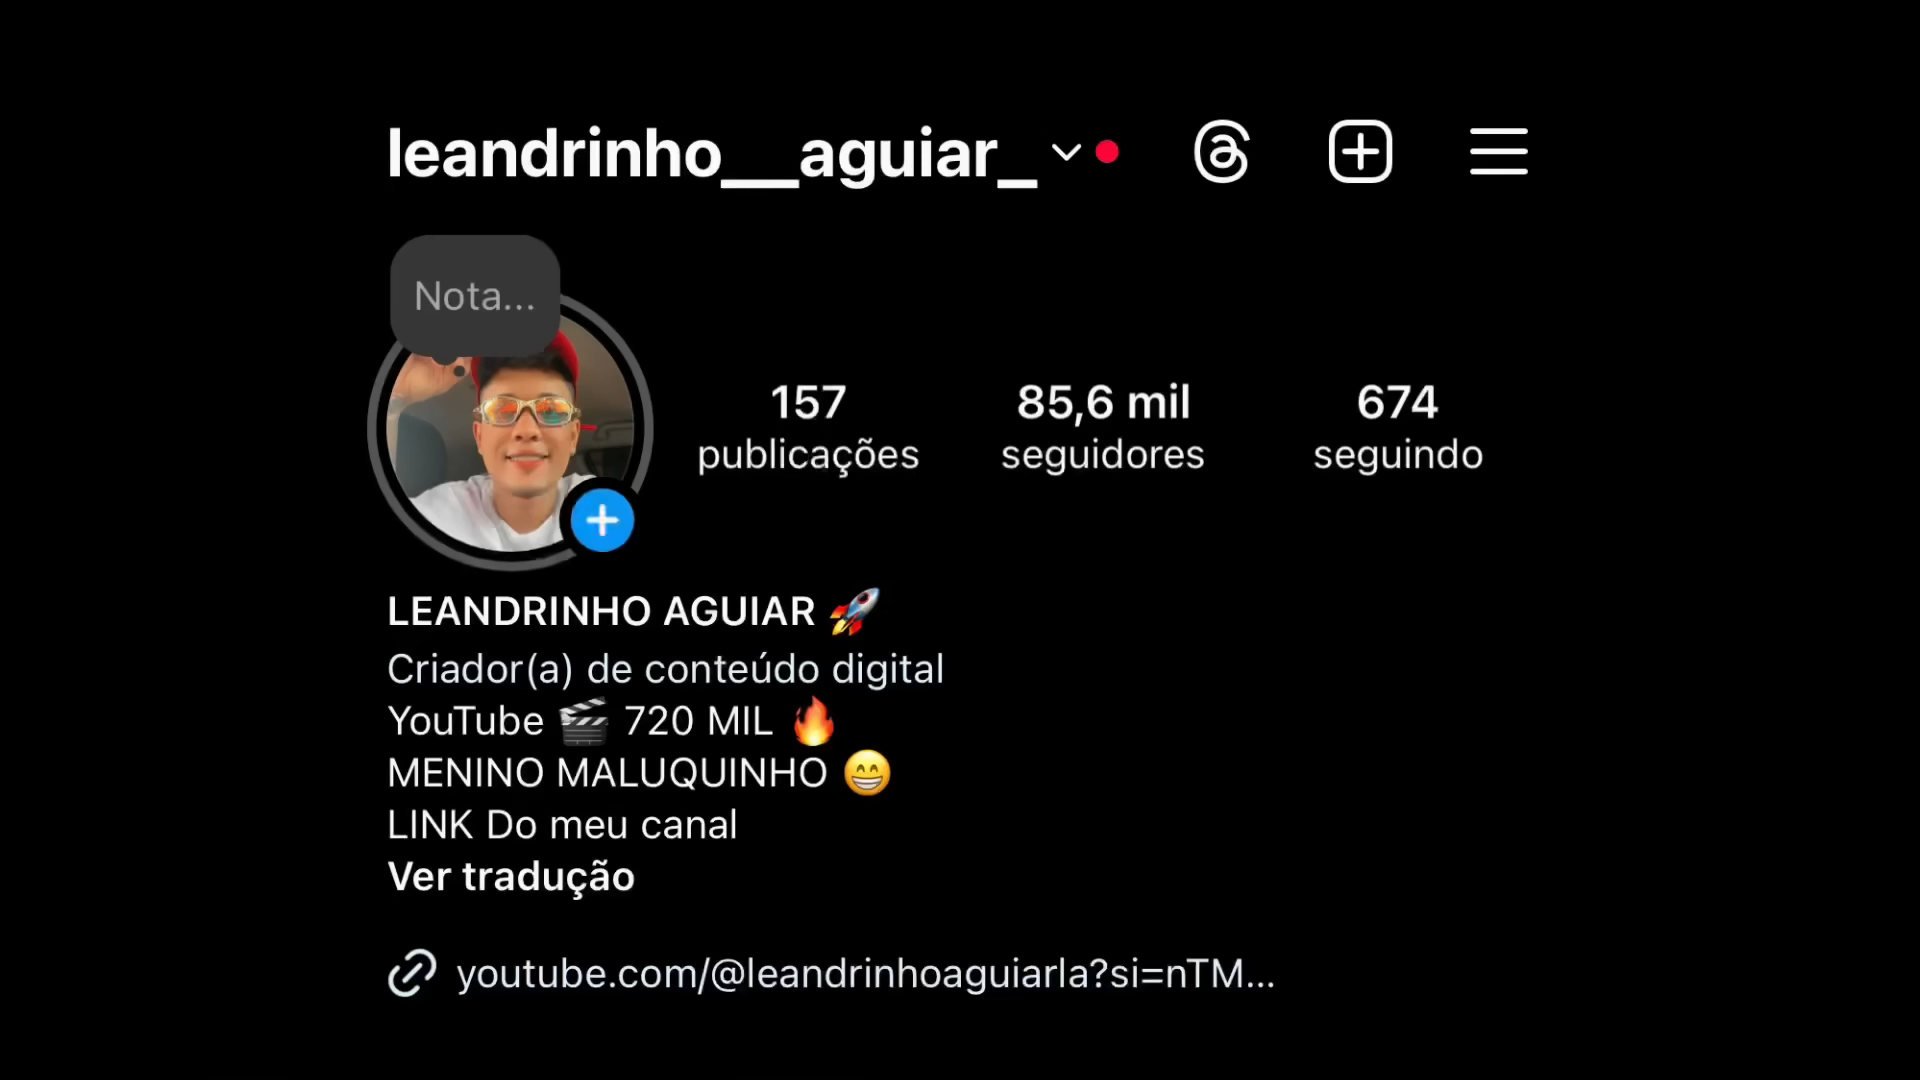 leandrinho__aguiar_
Nota...
157
publicações
85,6 mil
seguidores
674
seguindo
LEANDRINHO AGUIAR 🚀
Criador(a) de conteúdo digital
YouTube 🎬 720 MIL 🔥
MENINO MALUQUINHO 😁
LINK Do meu canal
Ver tradução
youtube.com/@leandrinhoaguiarla?si=nTM...